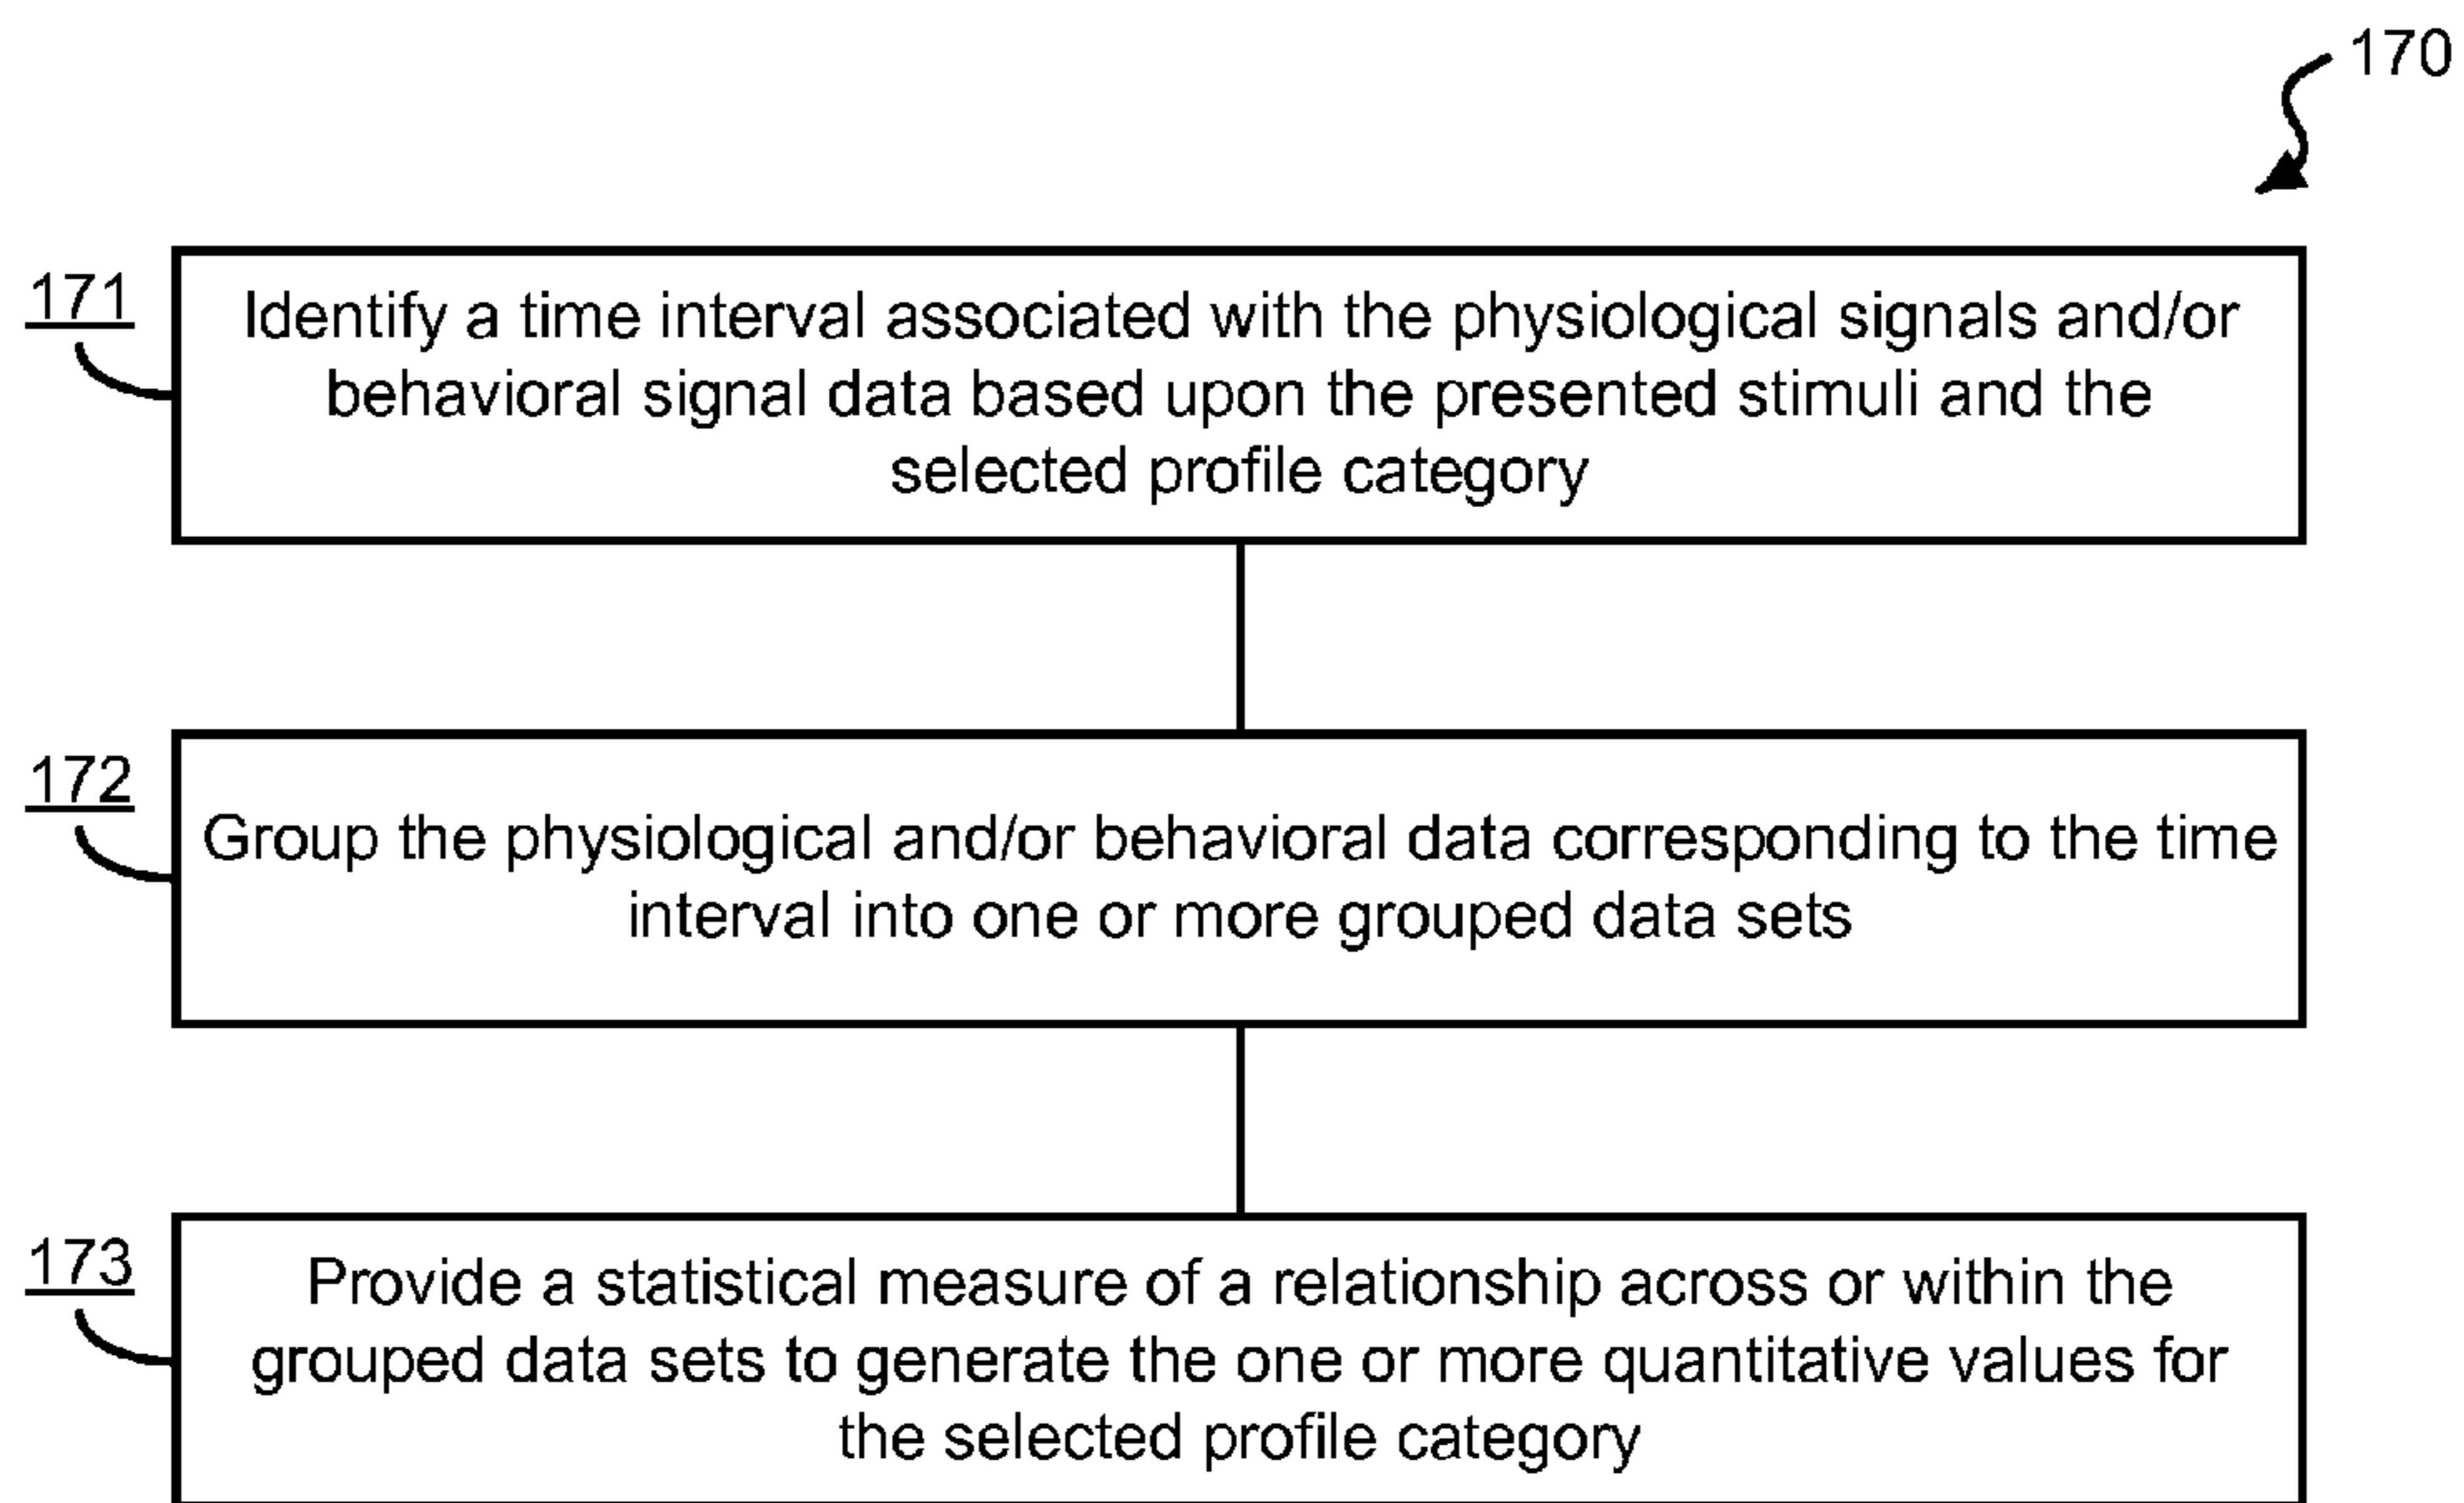 170
171
Identify a time interval associated with the physiological signals and/or
behavioral signal data based upon the presented stimuli and the
selected profile category
172
Group the physiological and/or behavioral data corresponding to the time
interval into one or more grouped data sets
173
Provide a statistical measure of a relationship across or within the
grouped data sets to generate the one or more quantitative values for
the selected profile category